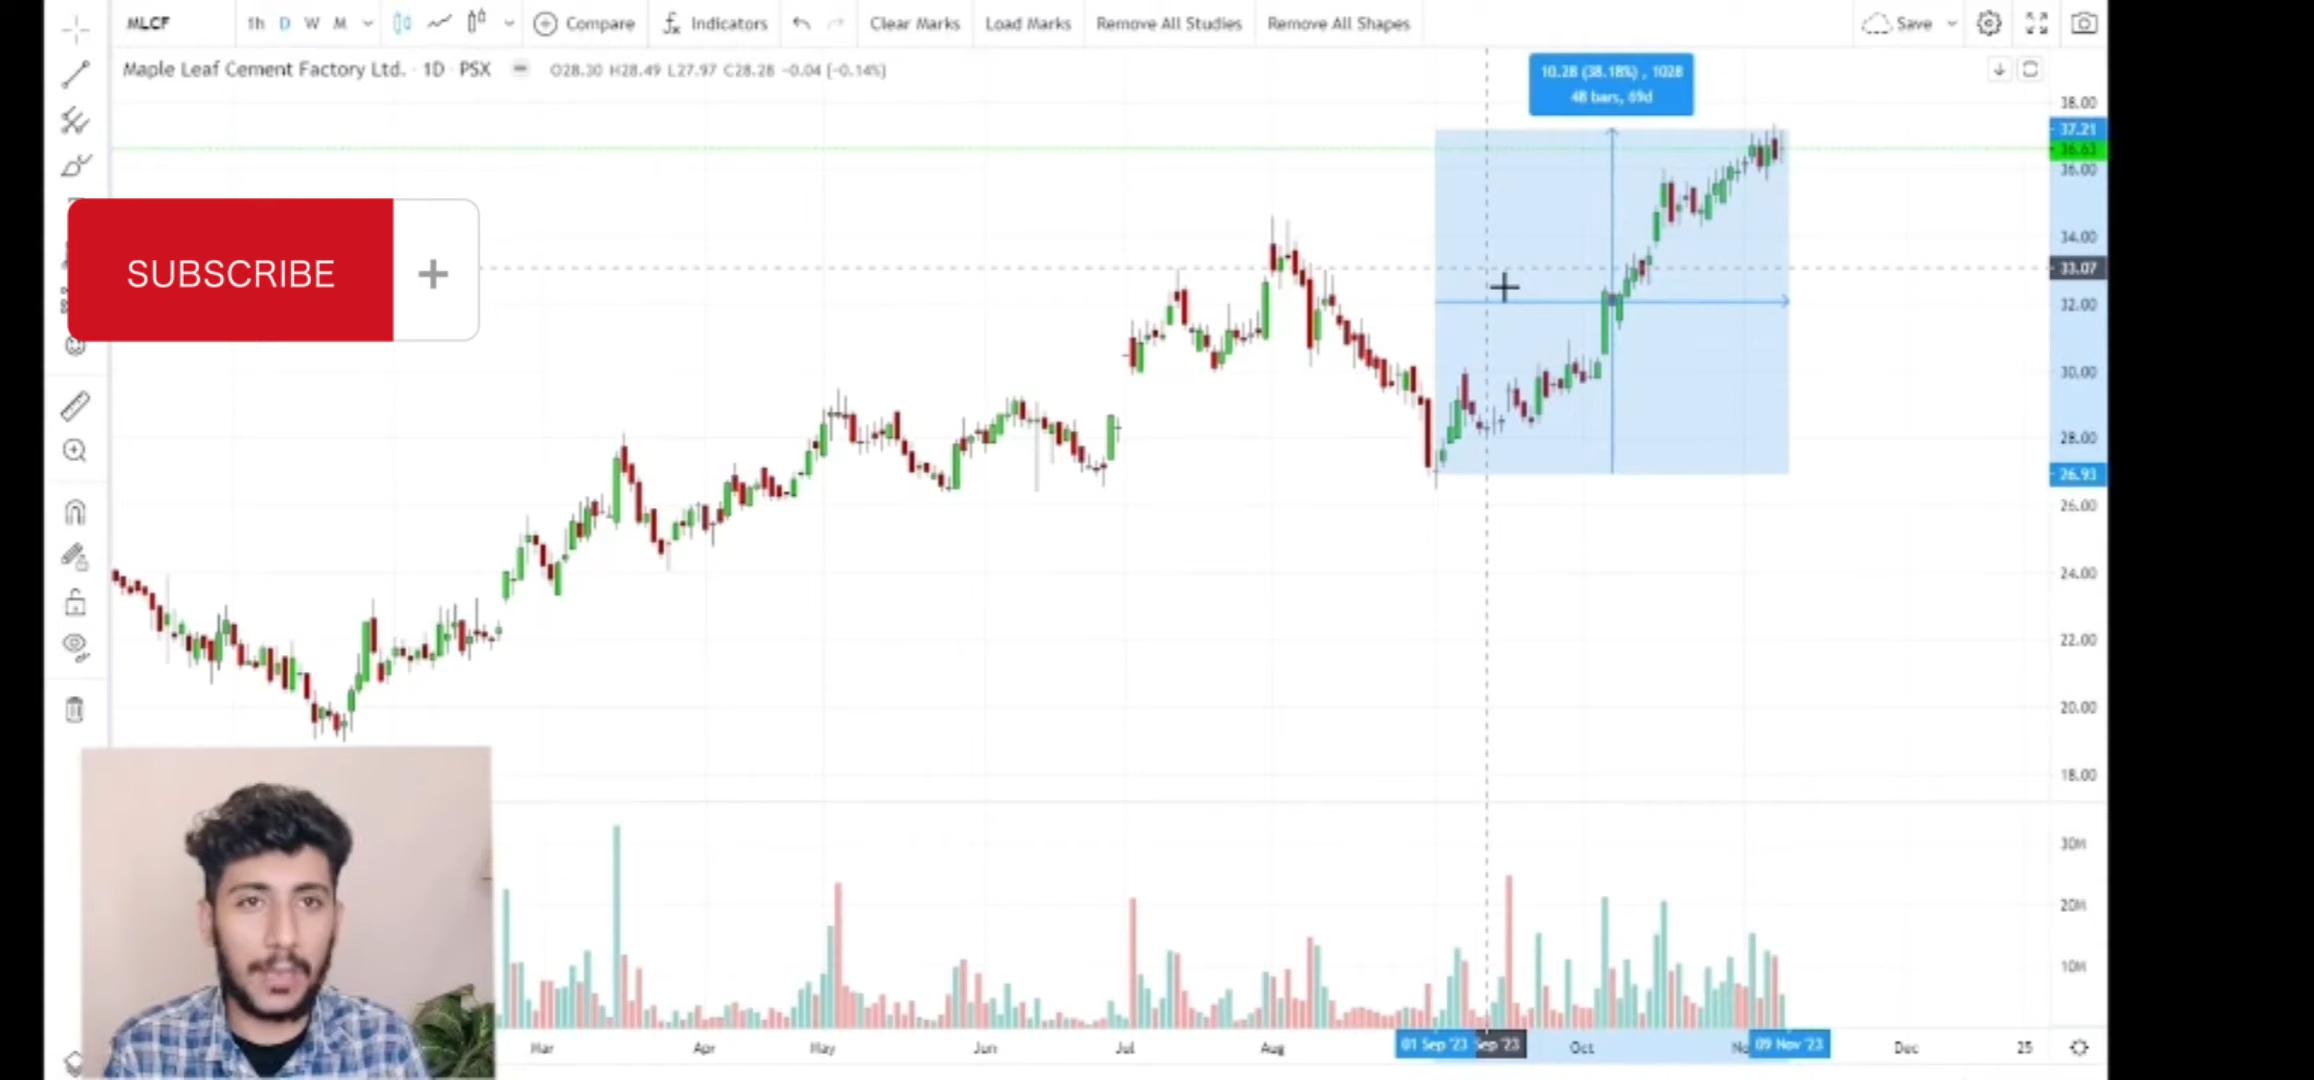 MLCF 1h D W M Compare Indicators Clear Marks Load Marks Remove All Studies Remove All Shapes Save
Maple Leaf Cement Factory Ltd. · 1D · PSX O28.30 H28.49 L27.97 C28.28 -0.04 (-0.14%)
10.28 (38.18%) , 1028
48 bars, 69d
38.00
37.21
36.63
36.00
34.00
33.07
32.00
30.00
28.00
26.93
26.00
24.00
22.00
20.00
18.00
SUBSCRIBE +
30M
20M
10M
Mar Apr May Jun Jul Aug 01 Sep '23 Sep '23 Oct 09 Nov '23 Dec 25